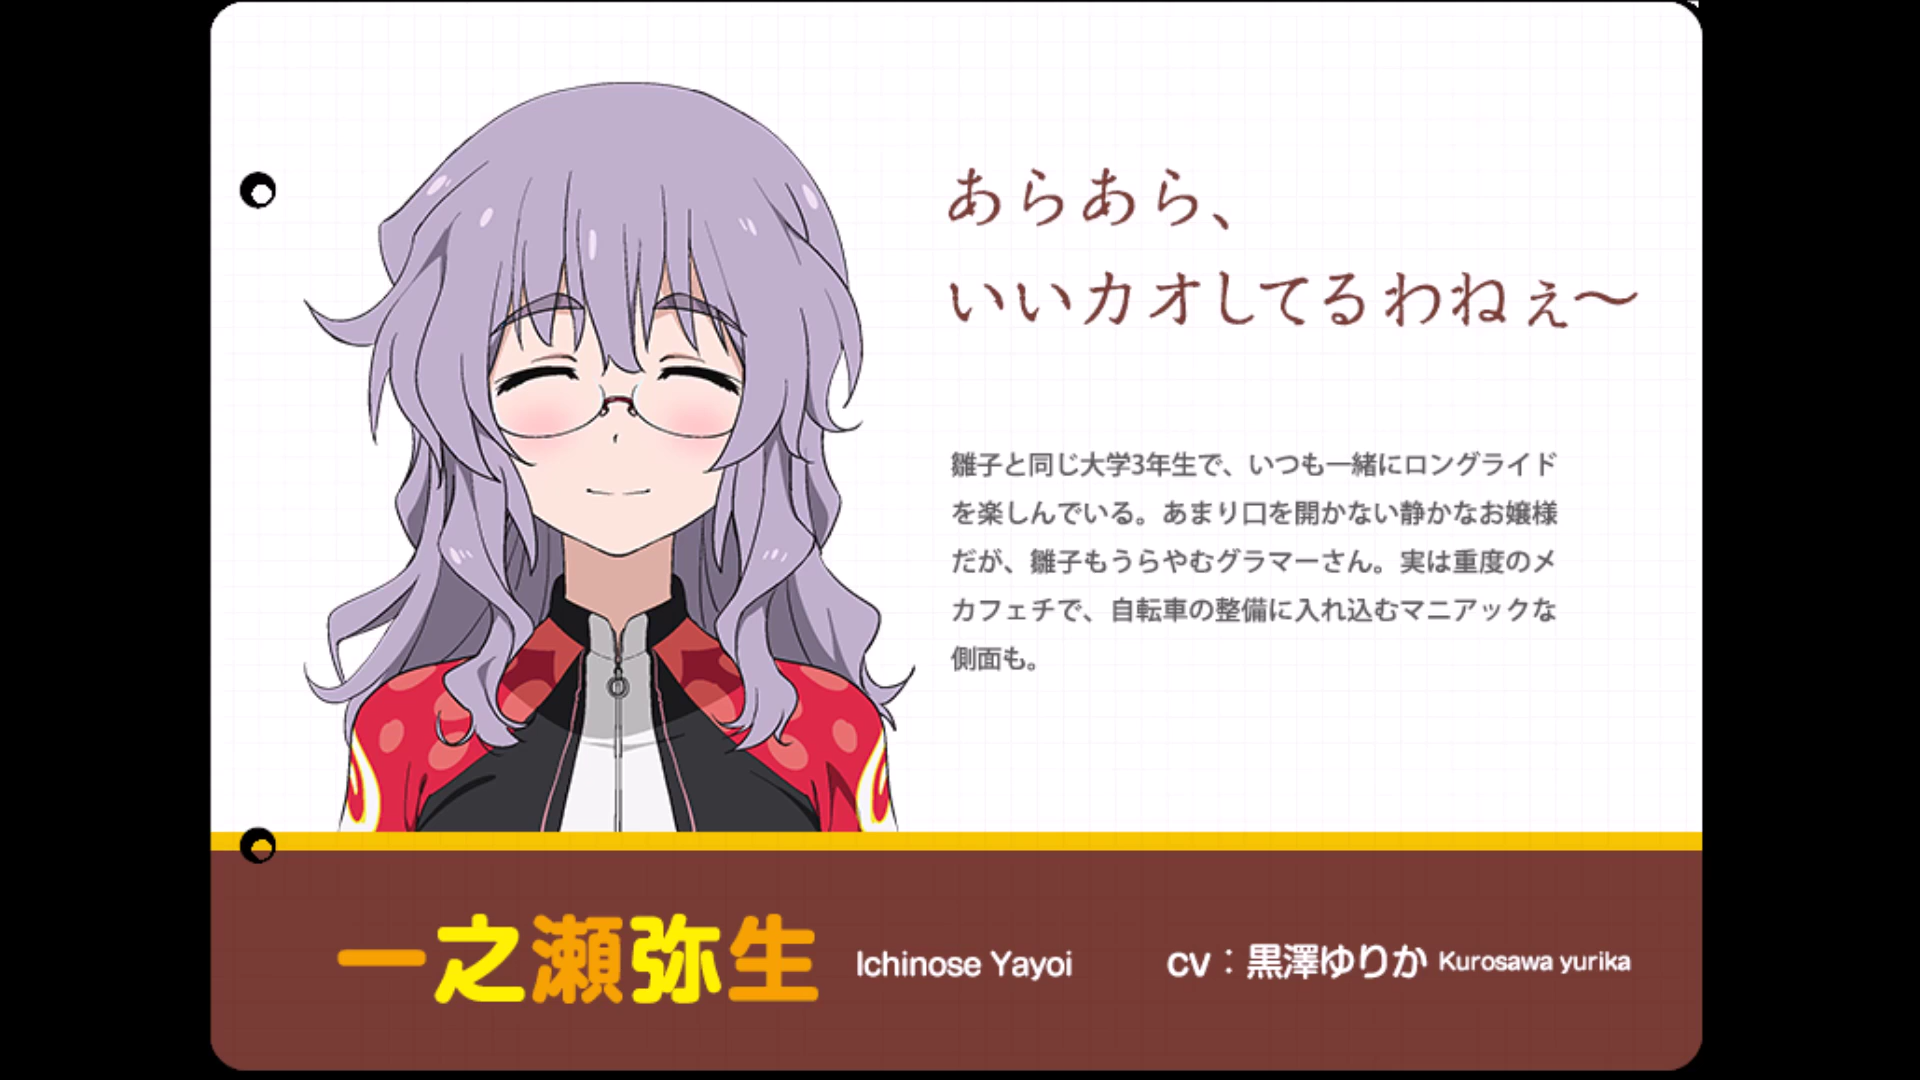 あらあら、
いいカオしてるわねぇ〜
雛子と同じ大学3年生で、いつも一緒にロングライド
を楽しんでいる。あまり口を開かない静かなお嬢様
だが、雛子もうらやむグラマーさん。実は重度のメ
カフェチで、自転車の整備に入れ込むマニアックな
側面も。
一之瀬弥生 Ichinose Yayoi cv：黒澤ゆりか Kurosawa yurika